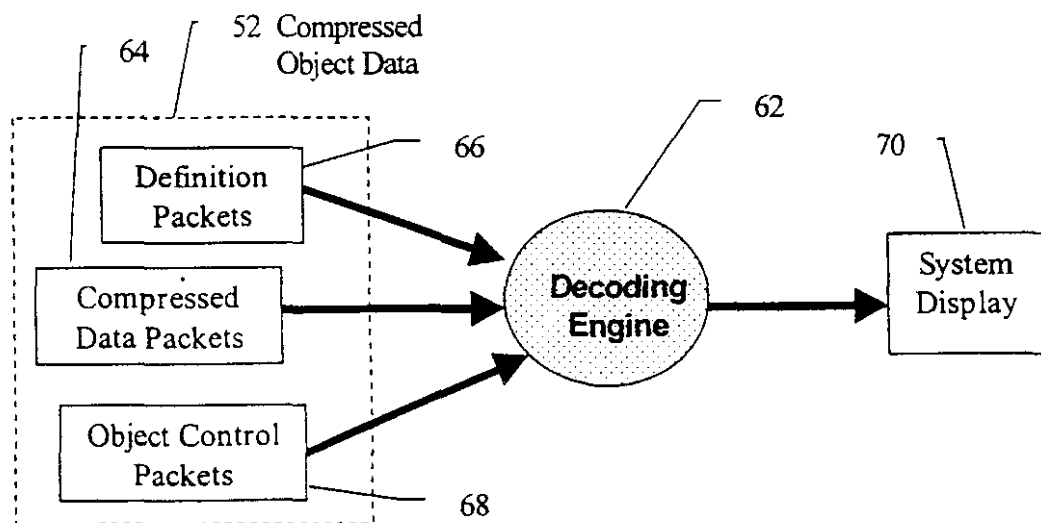 52 Compressed
Object Data
64
62
66
70
Definition
Packets
Compressed
Data Packets
Decoding
Engine
System
Display
Object Control
Packets
68